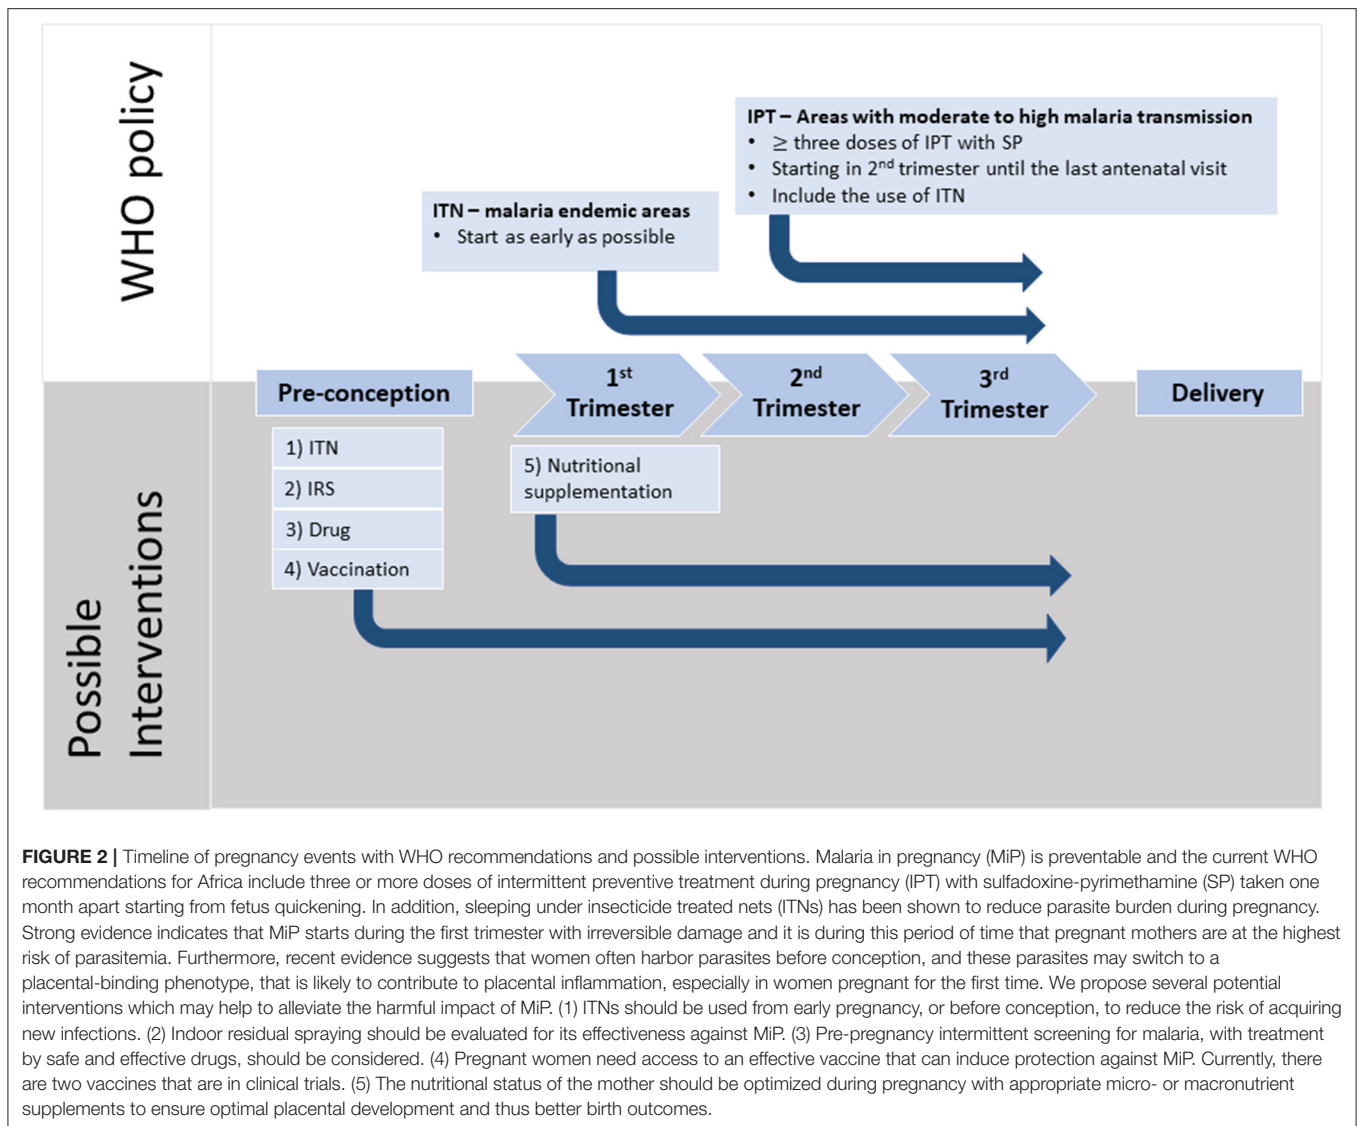 WHO policy
IPT – Areas with moderate to high malaria transmission
• ≥ three doses of IPT with SP
• Starting in 2nd trimester until the last antenatal visit
• Include the use of ITN
ITN – malaria endemic areas
• Start as early as possible
Pre-conception
1st
Trimester
2nd
Trimester
3rd
Trimester
Delivery
Possible
Interventions
1) ITN
2) IRS
3) Drug
4) Vaccination
5) Nutritional
supplementation
FIGURE 2 | Timeline of pregnancy events with WHO recommendations and possible interventions. Malaria in pregnancy (MiP) is preventable and the current WHO
recommendations for Africa include three or more doses of intermittent preventive treatment during pregnancy (IPT) with sulfadoxine-pyrimethamine (SP) taken one
month apart starting from fetus quickening. In addition, sleeping under insecticide treated nets (ITNs) has been shown to reduce parasite burden during pregnancy.
Strong evidence indicates that MiP starts during the first trimester with irreversible damage and it is during this period of time that pregnant mothers are at the highest
risk of parasitemia. Furthermore, recent evidence suggests that women often harbor parasites before conception, and these parasites may switch to a
placental-binding phenotype, that is likely to contribute to placental inflammation, especially in women pregnant for the first time. We propose several potential
interventions which may help to alleviate the harmful impact of MiP. (1) ITNs should be used from early pregnancy, or before conception, to reduce the risk of acquiring
new infections. (2) Indoor residual spraying should be evaluated for its effectiveness against MiP. (3) Pre-pregnancy intermittent screening for malaria, with treatment
by safe and effective drugs, should be considered. (4) Pregnant women need access to an effective vaccine that can induce protection against MiP. Currently, there
are two vaccines that are in clinical trials. (5) The nutritional status of the mother should be optimized during pregnancy with appropriate micro- or macronutrient
supplements to ensure optimal placental development and thus better birth outcomes.